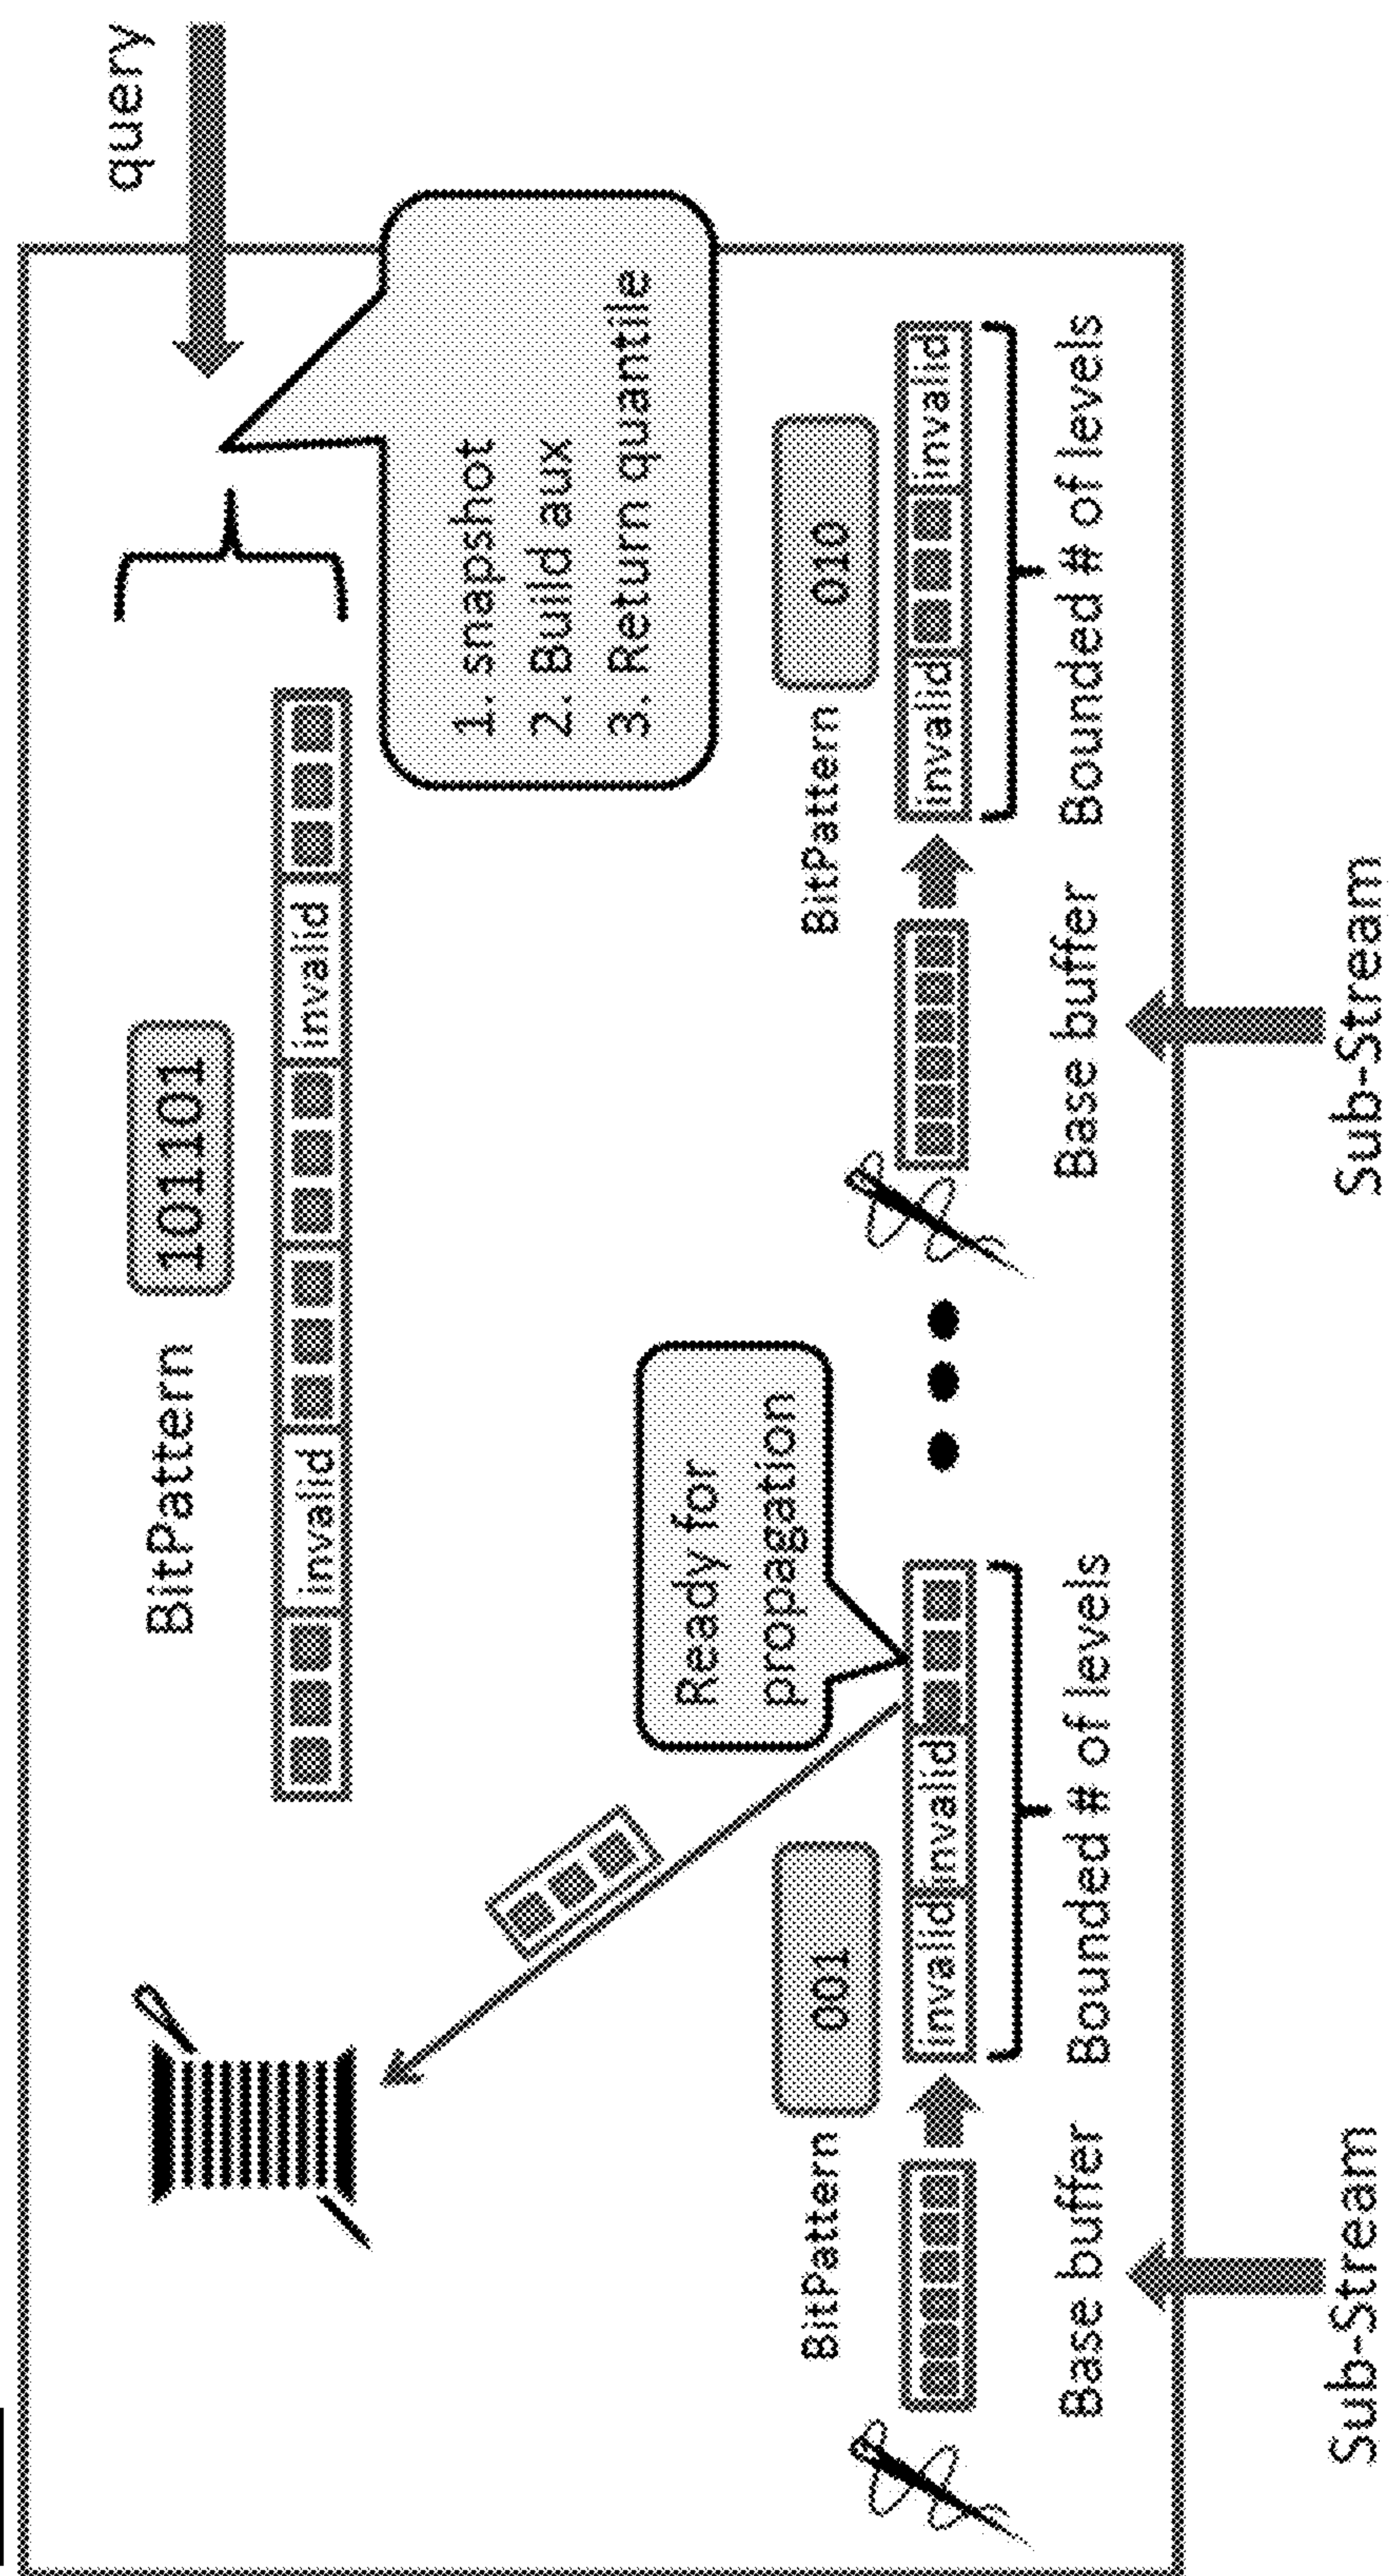 query
BitPattern
101101
invalid
invalid
1. snapshot
2. Build aux
3. Return quantile
Ready for
propagation
BitPattern
001
BitPattern
010
invalid
invalid
invalid
invalid
Base buffer
Bounded # of levels
Base buffer
Bounded # of levels
Sub-Stream
Sub-Stream